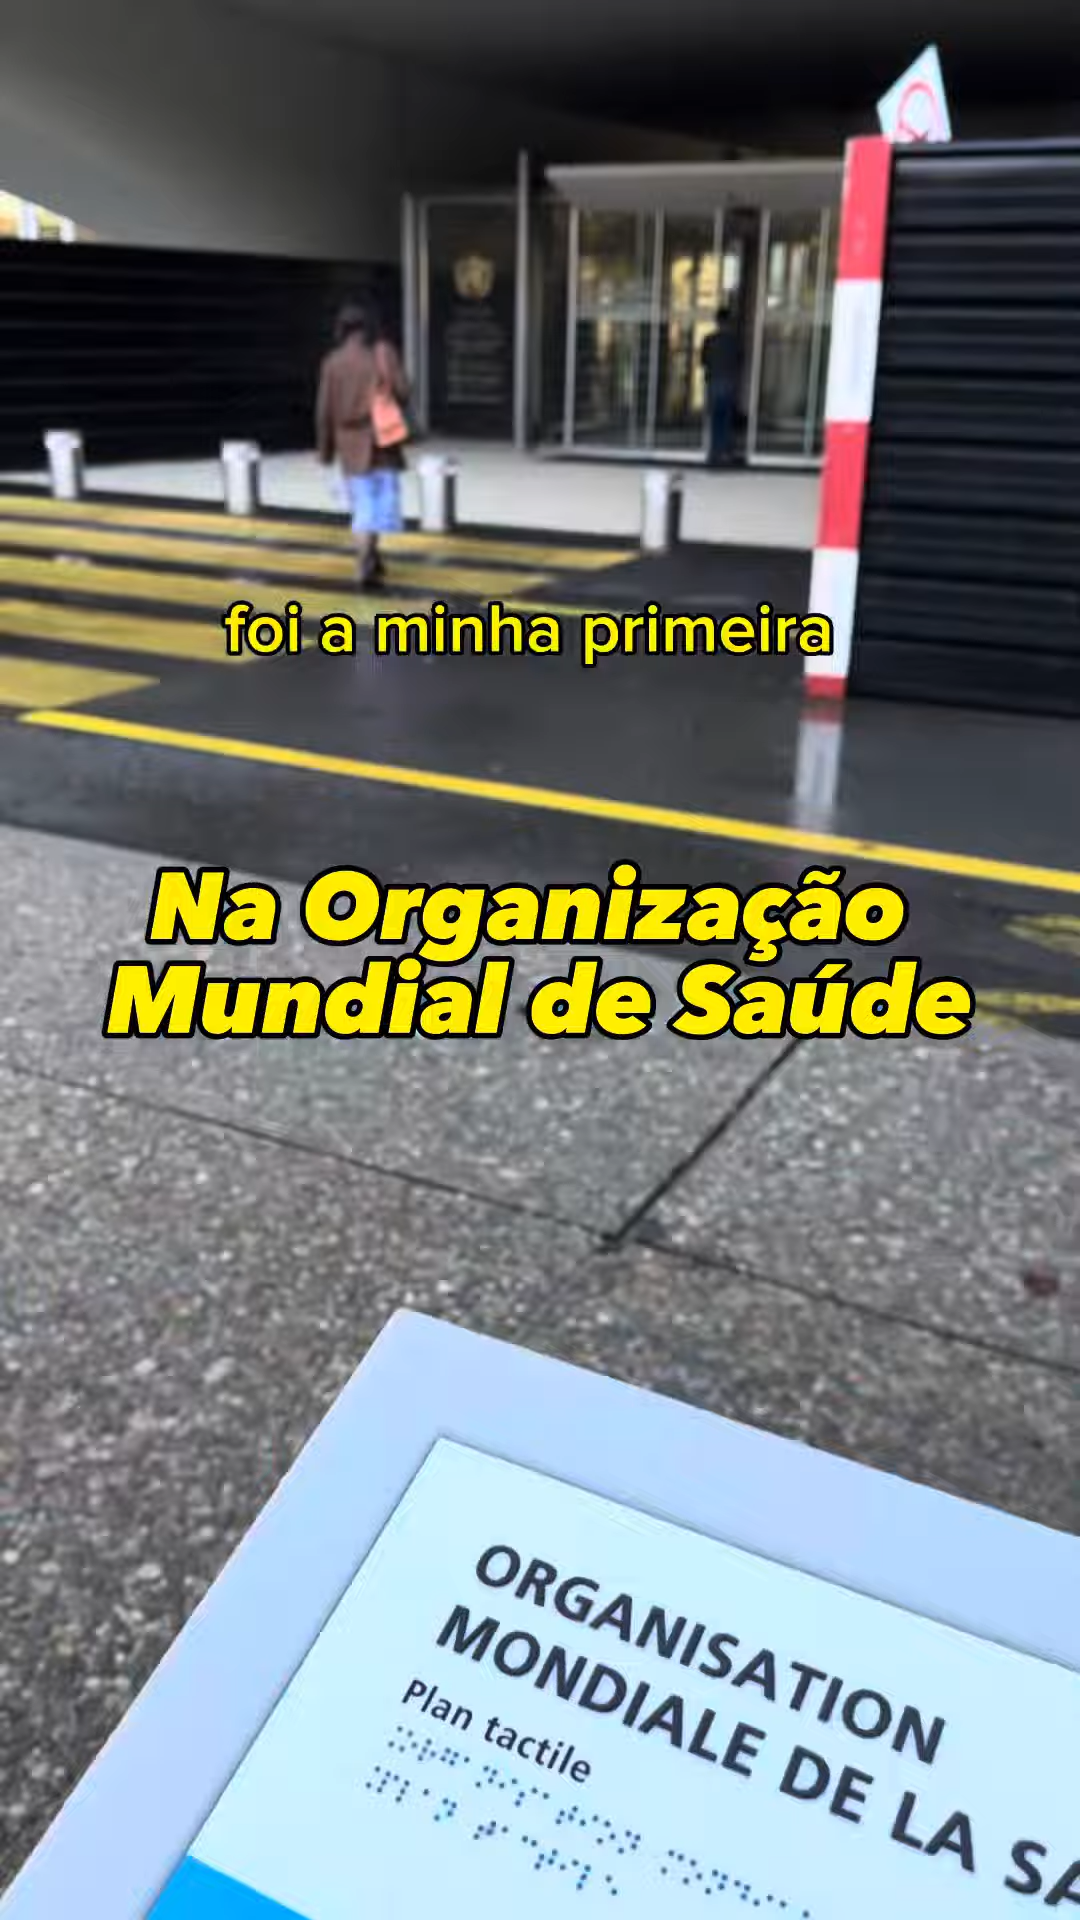 foi a minha primeira
Na Organização
Mundial de Saúde
ORGANISATION
MONDIALE DE LA SA
Plan tactile